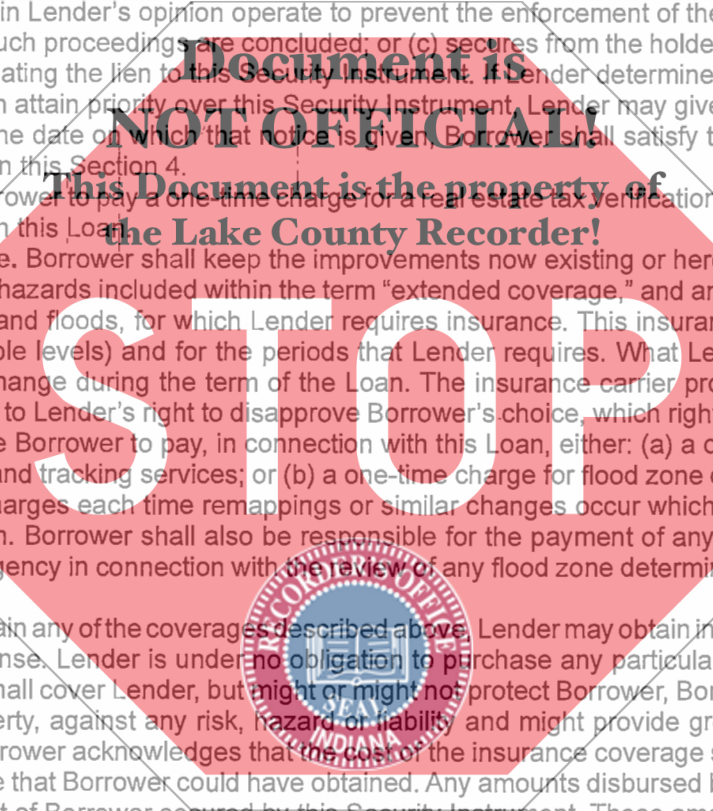 in Lender's opinion operate to prevent the enforcement of the
uch proceedings are concluded; or (c) secures from the holde
Document is
ating the lien to this Security Instrument. If Lender determine
n attain priority over this Security Instrument, Lender may give
NOT OFFICIAL!
he date on which that notice is given, Borrower shall satisfy t
n this Section 4.
This Document is the property of
ower to pay a one-time charge for a real estate tax verification
n this Loan.
the Lake County Recorder!
e. Borrower shall keep the improvements now existing or her
hazards included within the term “extended coverage,” and an
and floods, for which Lender requires insurance. This insuran
ble levels) and for the periods that Lender requires. What Le
STOP
hange during the term of the Loan. The insurance carrier pro
to Lender's right to disapprove Borrower's choice, which righ
e Borrower to pay, in connection with this Loan, either: (a) a o
and tracking services; or (b) a one-time charge for flood zone
harges each time remappings or similar changes occur which
n. Borrower shall also be responsible for the payment of any
gency in connection with the review of any flood zone determi
RECORDER'S OFFICE
ain any of the coverages described above, Lender may obtain in
nse. Lender is under no obligation to purchase any particula
hall cover Lender, but might or might not protect Borrower, Bor
SEAL
erty, against any risk, hazard or liability and might provide gr
INDIANA
rower acknowledges that the cost of the insurance coverage s
e that Borrower could have obtained. Any amounts disbursed b